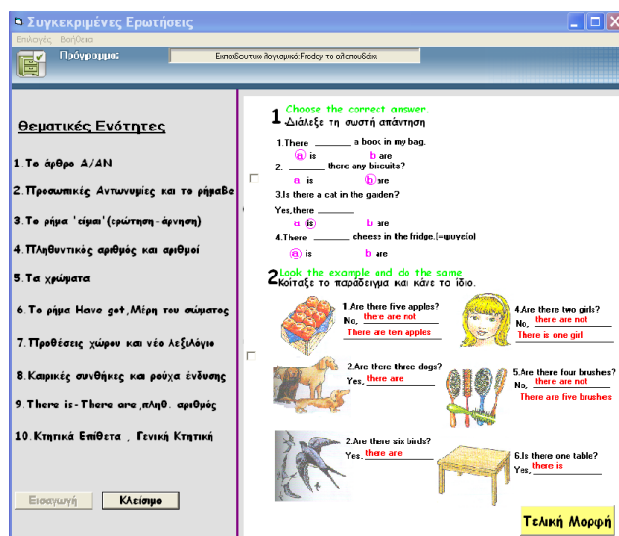 Συγκεκριμένες Ερωτήσεις
Επιλογές Βοήθεια
Πρόγραμμα:
Εκπαιδευτικο λογισμικό:Frodey το αλεπουδάκι
Θεματικές Ενότητες
1.Το άρθρο A/AN
2.Προσωπικές Αντωνυμίες και το ρήμαBe
3.Το ρήμα 'είμαι'(ερώτηση-άρνηση)
4.Πληθυντικός αριθμός και αριθμοί
5.Τα χρώματα
6.Το ρήμα Have got,Μέρη του σώματος
7.Προθέσεις χώρου και νέο λεξιλόγιο
8.Καιρικές συνθήκες και ρούχα ένδυσης
9.There is-There are,πληθ. αριθμός
10.Κτητικά Επίθετα , Γενική Κτητική
Εισαγωγή
Κλείσιμο
1 Choose the correct answer
Διάλεξε τη σωστή απάντηση
1.There _______ a book in my bag.
a is b are
2. _______ there any biscuits?
a is b are
3.Is there a cat in the garden?
Yes,there _______
a is b are
4.There _______ cheese in the fridge.[=ψυγείο]
a is b are
2 Look the example and do the same
Κοίταξε το παράδειγμα και κάνε το ίδιο.
1.Are there five apples?
No, there are not
There are ten apples
4.Are there two girls?
No, there are not
There is one girl
2.Are there three dogs?
Yes, there are
5.Are there four brushes?
No, there are not
There are five brushes
2.Are there six birds?
Yes. there are
6.Is there one table?
Yes, there is
Τελική Μορφή